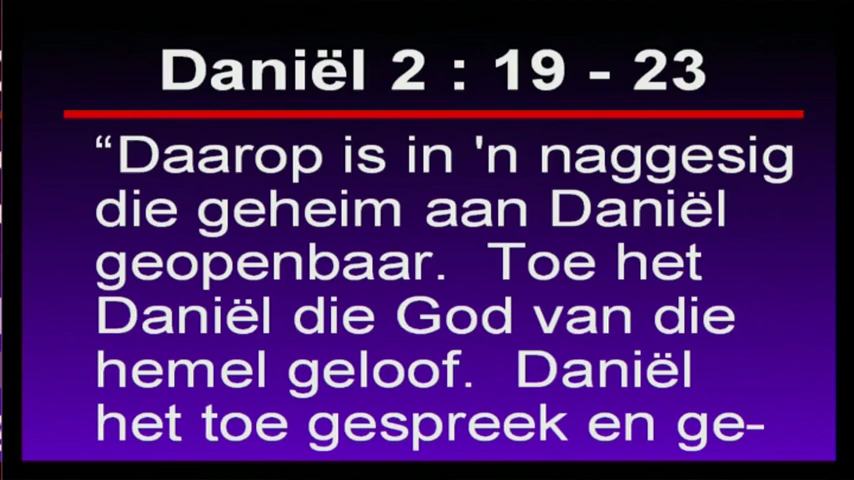 Daniël 2 : 19 - 23
“Daarop is in 'n naggesig
die geheim aan Daniël
geopenbaar.  Toe het
Daniël die God van die
hemel geloof.  Daniël
het toe gespreek en ge-